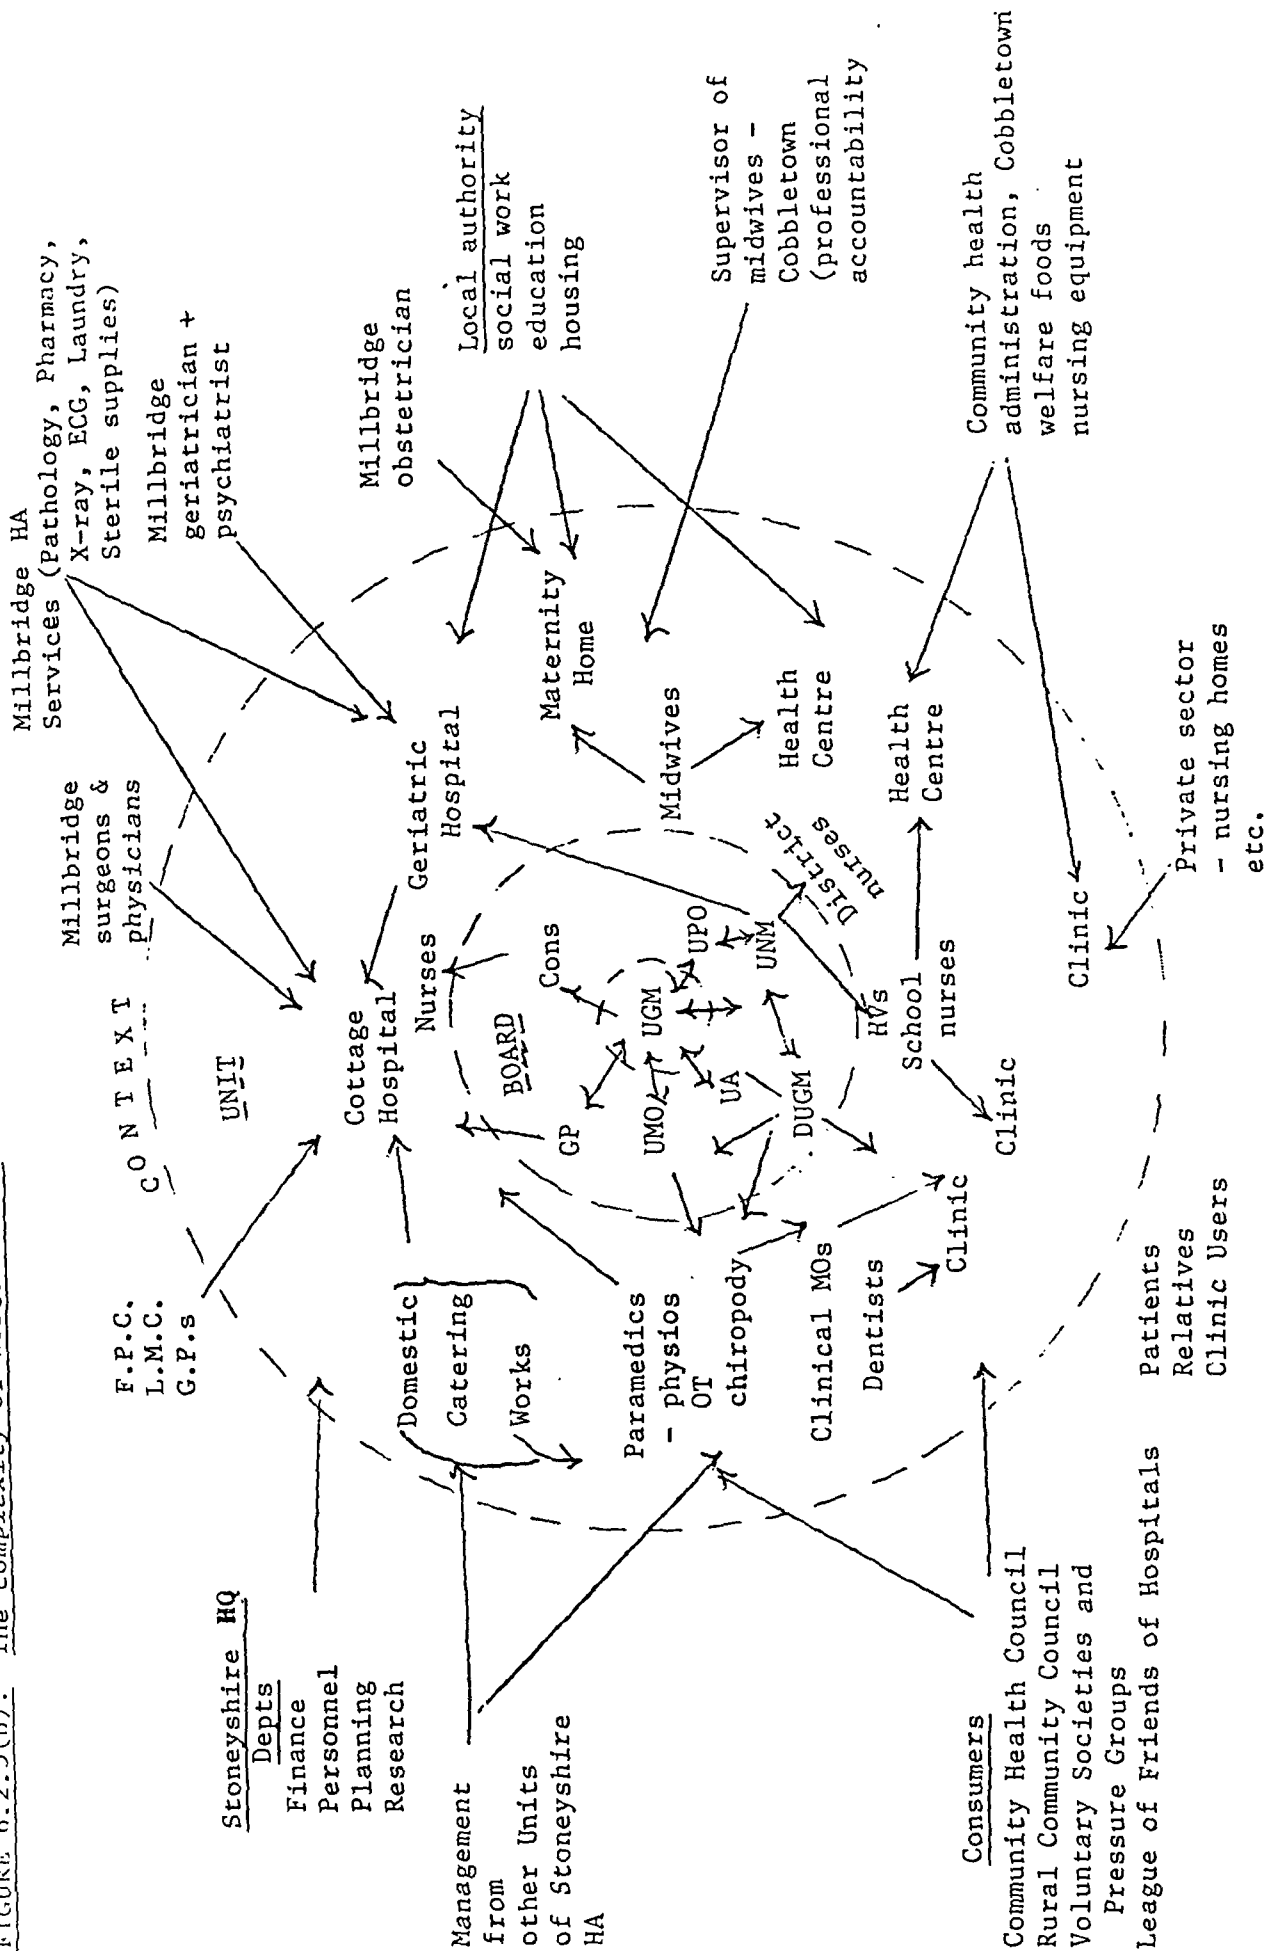 FIGURE 6.2.5(b): The complexity of
CONTEXT
UNIT
BOARD
F.P.C.
L.M.C.
G.P.s
Millbridge
surgeons &
physicians
Millbridge HA
Services (Pathology, Pharmacy,
X-ray, ECG, Laundry,
Sterile supplies)
Millbridge
geriatrician +
psychiatrist
Millbridge
obstetrician
Local authority
social work
education
housing
Supervisor of
midwives -
Cobbletown
(professional
accountability
Community health
administration, Cobbletown
welfare foods
nursing equipment
Private sector
- nursing homes
etc.
Patients
Relatives
Clinic Users
Consumers
Community Health Council
Rural Community Council
Voluntary Societies and
Pressure Groups
League of Friends of Hospitals
Management
from
other Units
of Stoneyshire
HA
Stoneyshire HQ
Depts
Finance
Personnel
Planning
Research
Cottage
Hospital
Nurses
Geriatric
Hospital
Maternity
Home
Midwives
Health
Centre
Health
Centre
District
nurses
HVs
School
nurses
Clinic
Clinic
Clinic
Domestic
Catering
Works
Paramedics
- physios
OT
chiropody
Clinical MOs
Dentists
GP
Cons
UGM
UMO
UA
UPO
UNM
DUGM